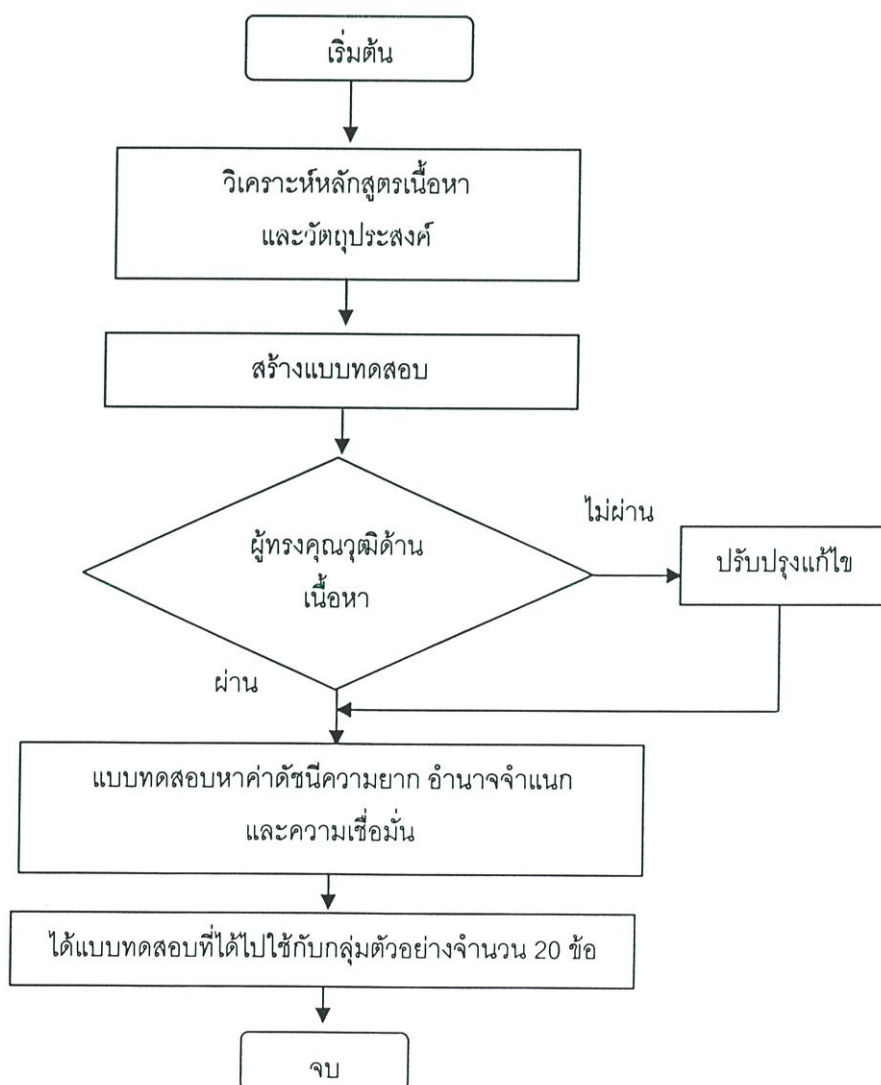 เริ่มต้น
วิเคราะห์หลักสูตรเนื้อหา
และวัตถุประสงค์
สร้างแบบทดสอบ
ผู้ทรงคุณวุฒิด้าน
เนื้อหา
ไม่ผ่าน
ปรับปรุงแก้ไข
ผ่าน
แบบทดสอบหาค่าดัชนีความยาก อำนาจจำแนก
และความเชื่อมั่น
ได้แบบทดสอบที่ได้ไปใช้กับกลุ่มตัวอย่างจำนวน 20 ข้อ
จบ